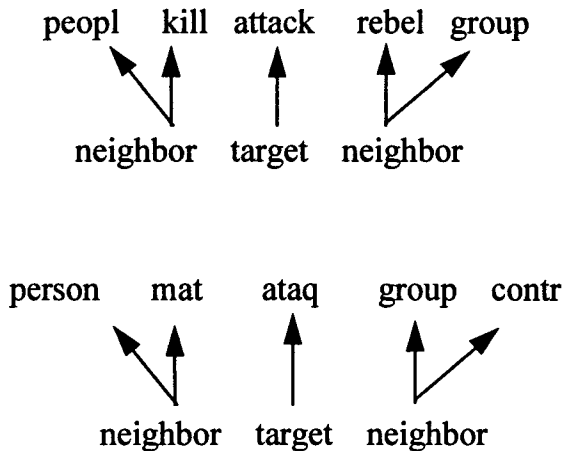 peopl kill attack rebel group
neighbor target neighbor
person mat ataq group contr
neighbor target neighbor